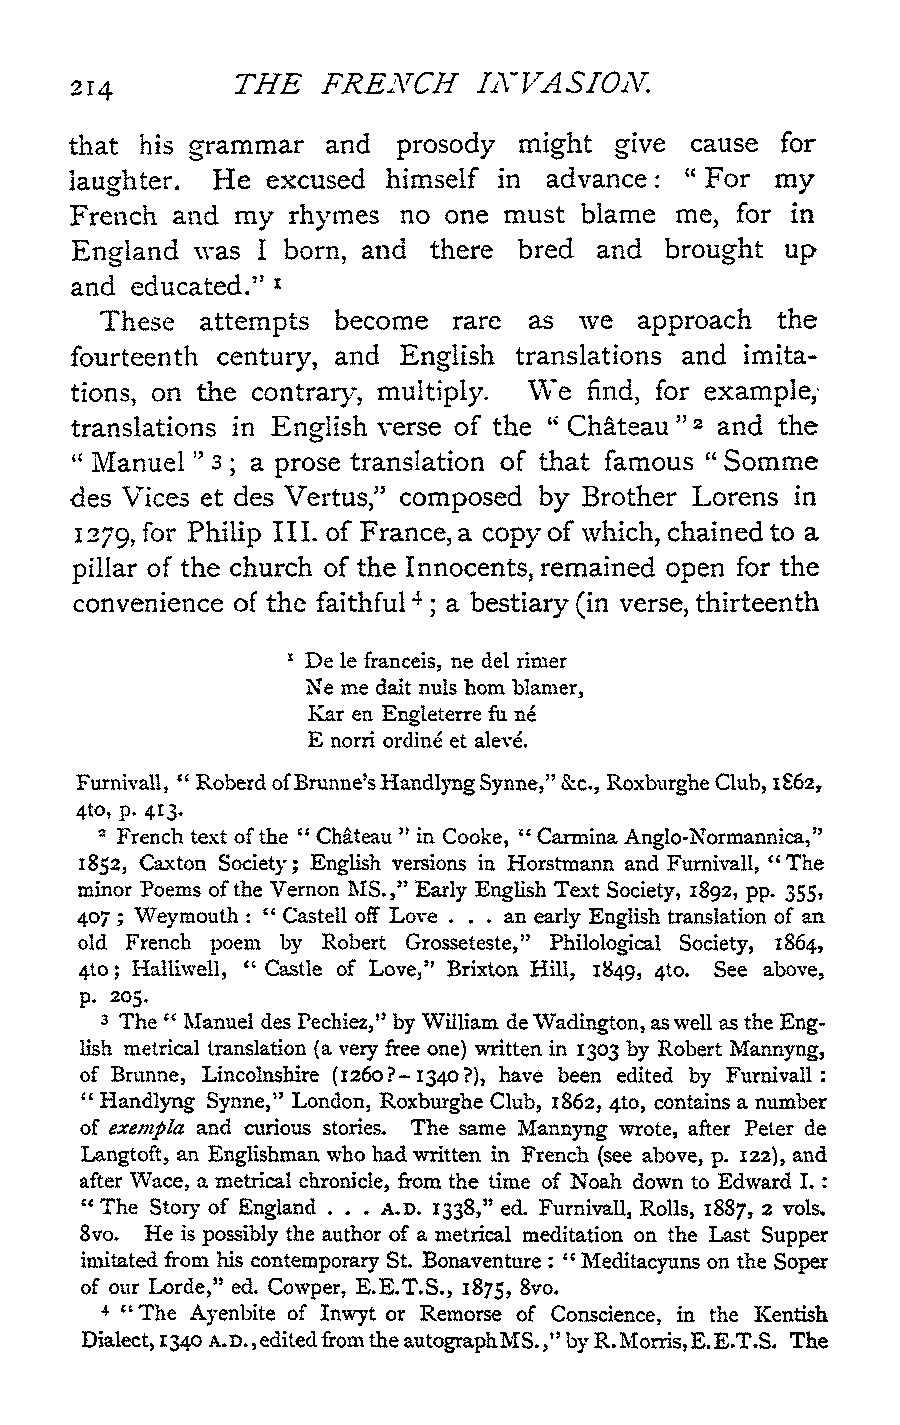 214 THE FRENCH INVASION.
that his grammar and prosody might give cause for
laughter. He excused himself in advance: “For my
French and my rhymes no one must blame me, for in
England was I born, and there bred and brought up
and educated.” ¹
These attempts become rare as we approach the
fourteenth century, and English translations and imita-
tions, on the contrary, multiply. We find, for example,
translations in English verse of the “Château” ² and the
“Manuel” ³; a prose translation of that famous “Somme
des Vices et des Vertus,” composed by Brother Lorens in
1279, for Philip III. of France, a copy of which, chained to a
pillar of the church of the Innocents, remained open for the
convenience of the faithful ⁴; a bestiary (in verse, thirteenth
¹ De le franceis, ne del rimer
Ne me dait nuls hom blamer,
Kar en Engleterre fu né
E norri ordiné et alevé.
Furnivall, “Roberd of Brunne's Handlyng Synne,” &c., Roxburghe Club, 1862,
4to, p. 413.
² French text of the “Château” in Cooke, “Carmina Anglo-Normannica,”
1852, Caxton Society; English versions in Horstmann and Furnivall, “The
minor Poems of the Vernon MS.,” Early English Text Society, 1892, pp. 355,
407; Weymouth: “Castell off Love . . . an early English translation of an
old French poem by Robert Grosseteste,” Philological Society, 1864,
4to; Halliwell, “Castle of Love,” Brixton Hill, 1849, 4to. See above,
p. 205.
³ The “Manuel des Pechiez,” by William de Wadington, as well as the Eng-
lish metrical translation (a very free one) written in 1303 by Robert Mannyng,
of Brunne, Lincolnshire (1260?-1340?), have been edited by Furnivall:
“Handlyng Synne,” London, Roxburghe Club, 1862, 4to, contains a number
of exempla and curious stories. The same Mannyng wrote, after Peter de
Langtoft, an Englishman who had written in French (see above, p. 122), and
after Wace, a metrical chronicle, from the time of Noah down to Edward I.:
“The Story of England . . . A.D. 1338,” ed. Furnivall, Rolls, 1887, 2 vols.
8vo. He is possibly the author of a metrical meditation on the Last Supper
imitated from his contemporary St. Bonaventure: “Meditacyuns on the Soper
of our Lorde,” ed. Cowper, E.E.T.S., 1875, 8vo.
⁴ “The Ayenbite of Inwyt or Remorse of Conscience, in the Kentish
Dialect, 1340 A.D., edited from the autograph MS.,” by R. Morris, E.E.T.S. The